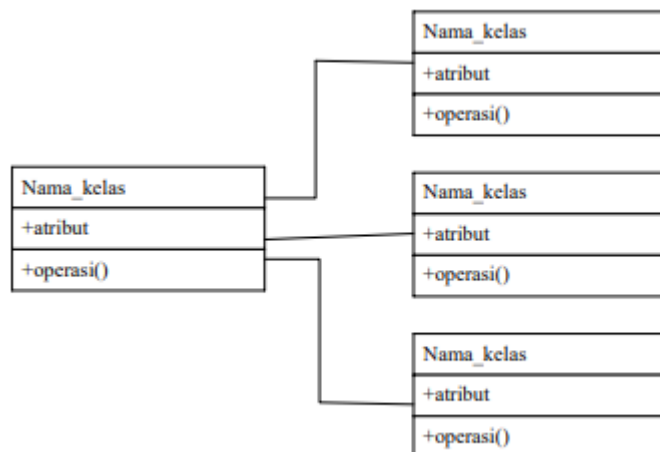 Nama_kelas
+atribut
+operasi()
Nama_kelas
+atribut
+operasi()
Nama_kelas
+atribut
+operasi()
Nama_kelas
+atribut
+operasi()